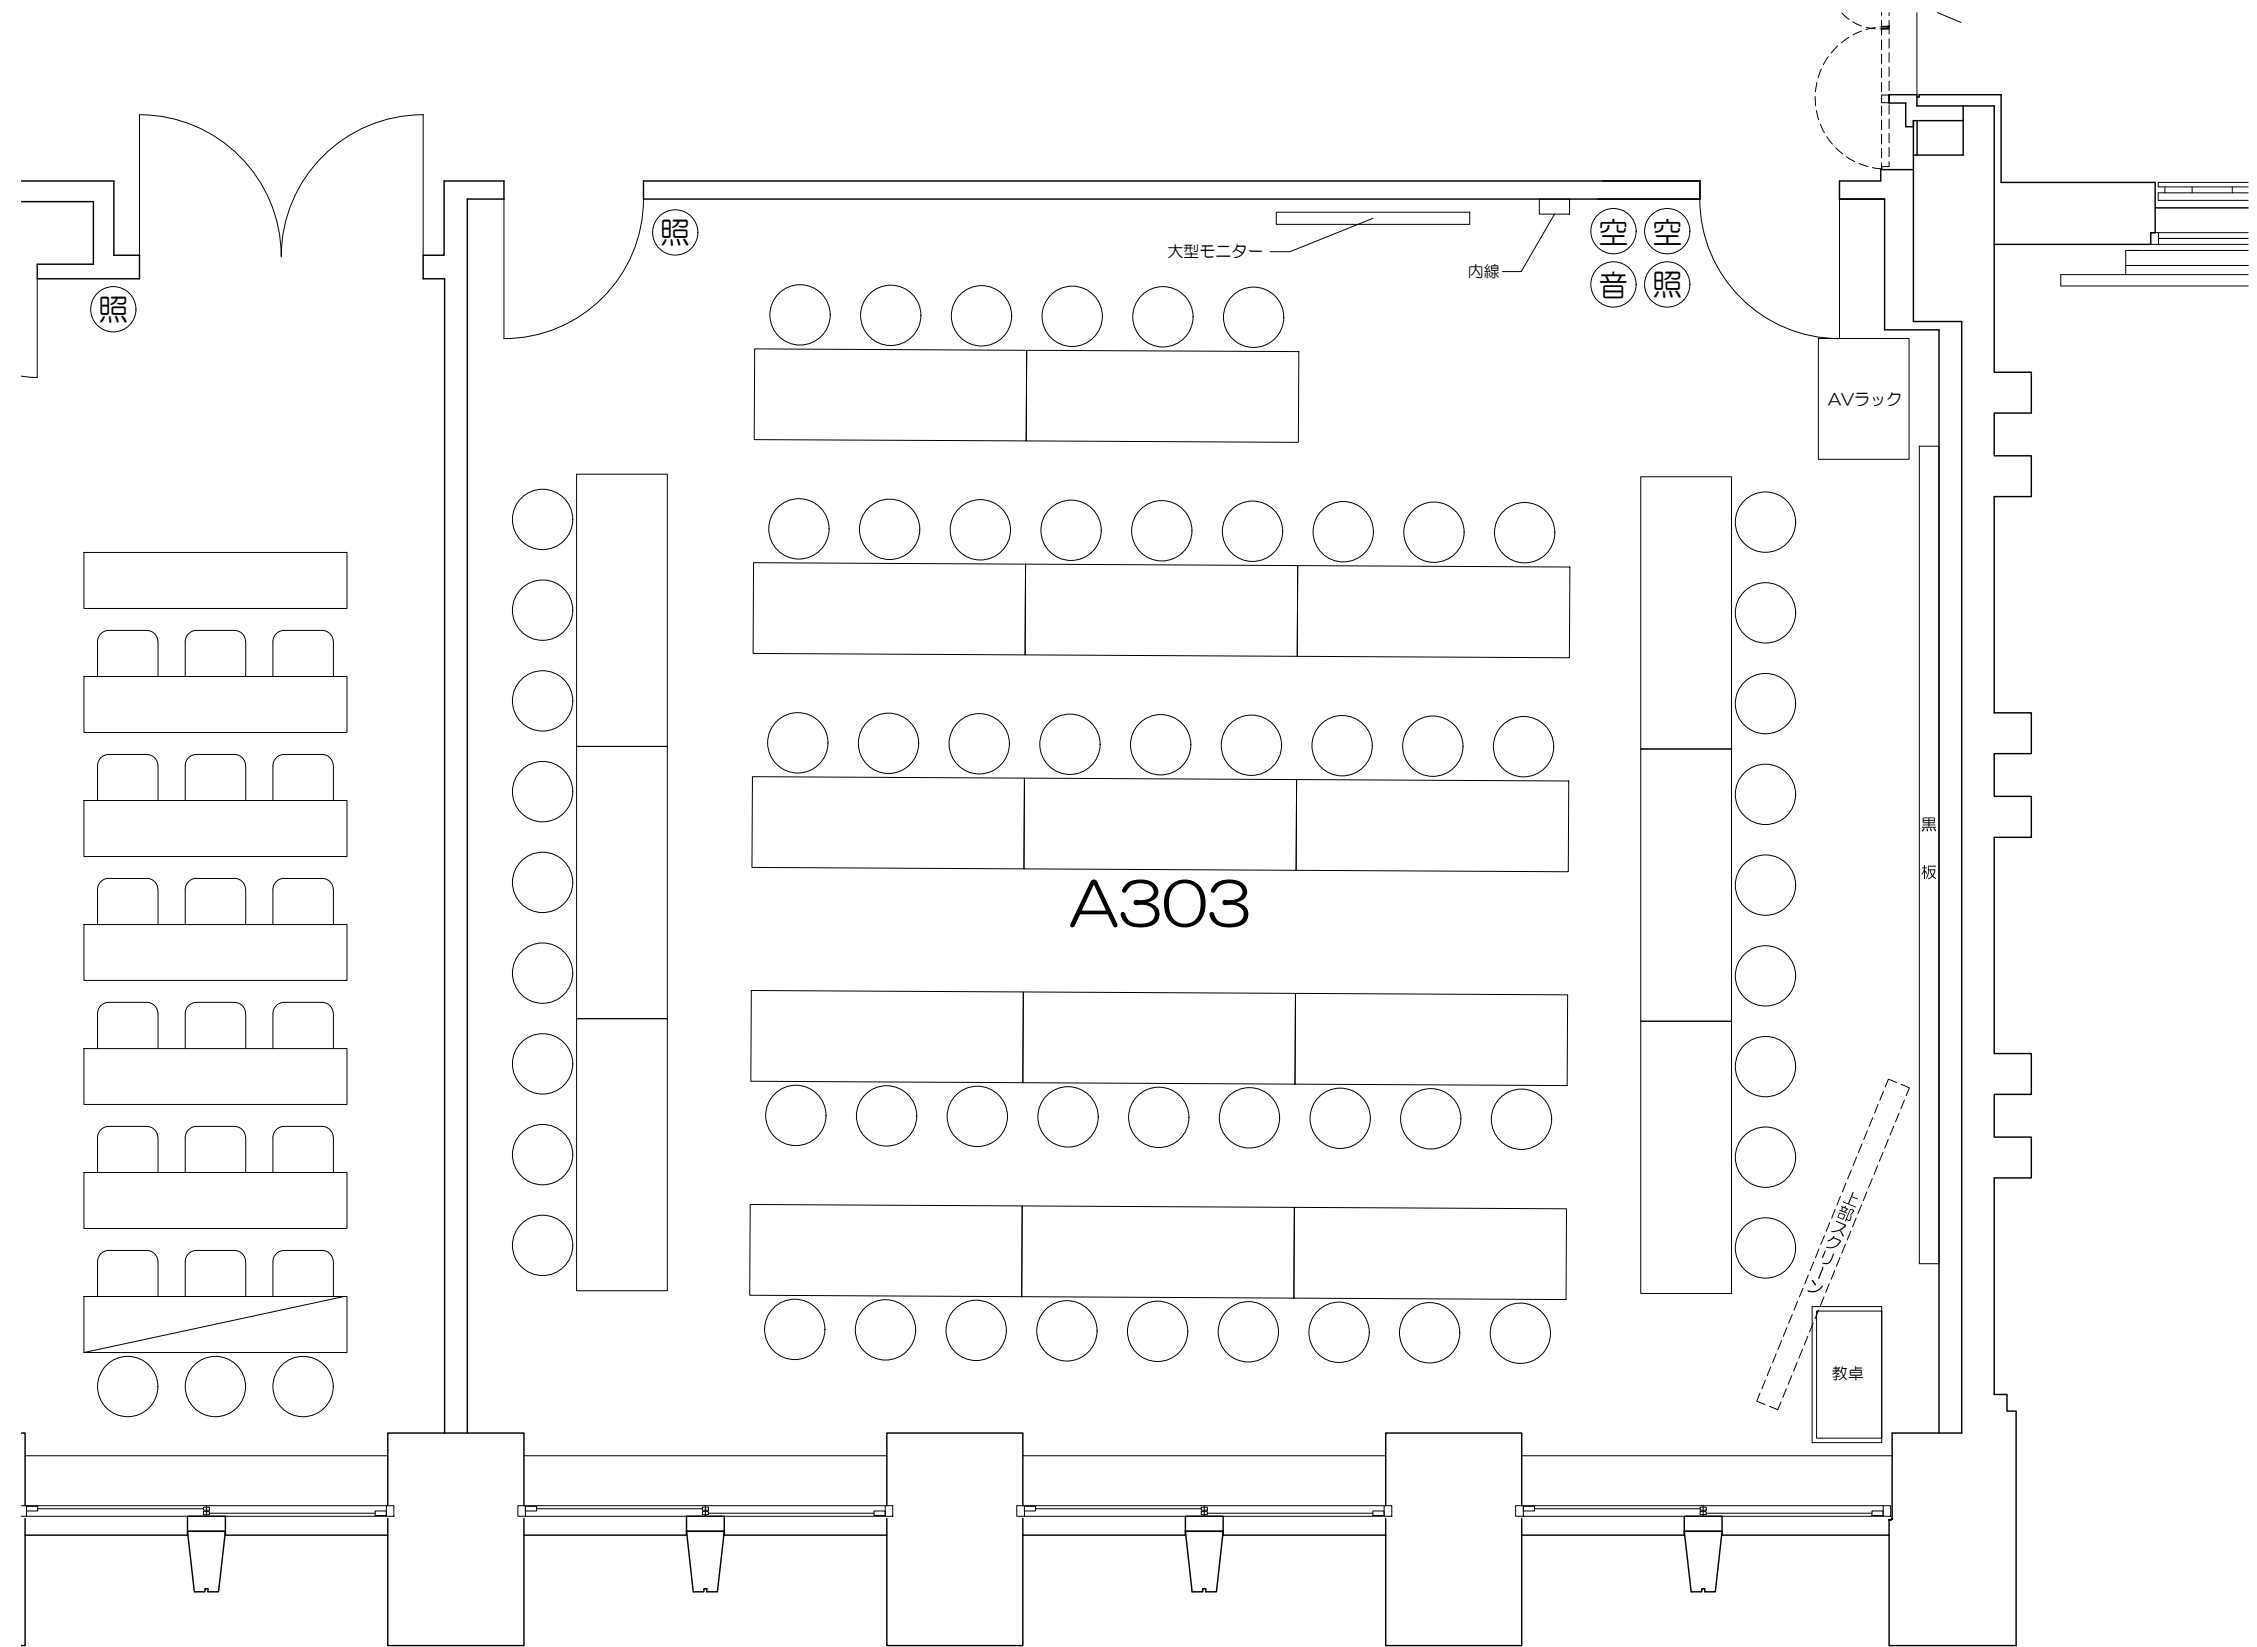 照
空 空
大型モニター
内線
音 照
照
AVラック
黒板
A303
上部スクリーン
教卓